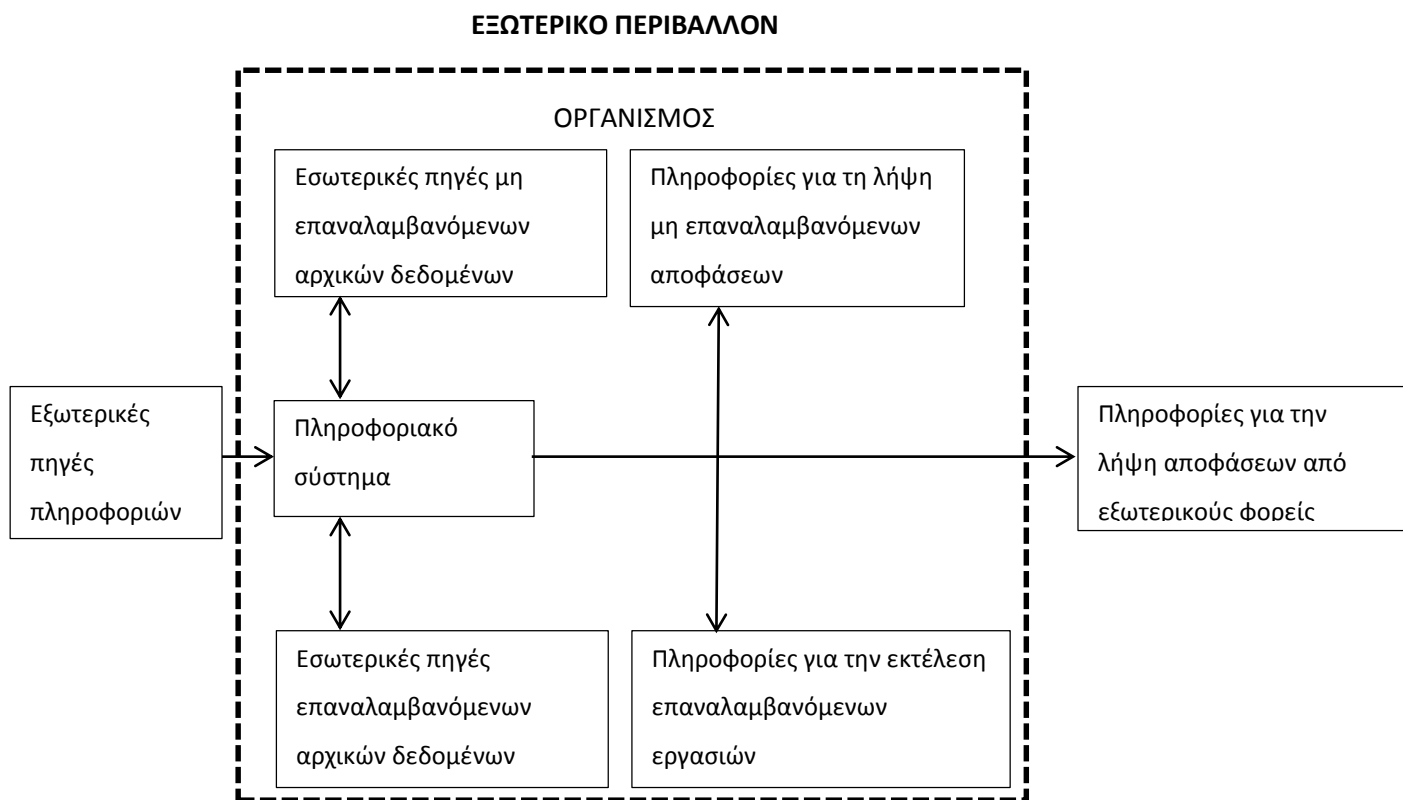 ΕΞΩΤΕΡΙΚΟ ΠΕΡΙΒΑΛΛΟΝ
ΟΡΓΑΝΙΣΜΟΣ
Εσωτερικές πηγές μη
επαναλαμβανόμενων
αρχικών δεδομένων
Πληροφορίες για τη λήψη
μη επαναλαμβανόμενων
αποφάσεων
Εξωτερικές
πηγές
πληροφοριών
Πληροφοριακό
σύστημα
Πληροφορίες για την
λήψη αποφάσεων από
εξωτερικούς φορείς
Εσωτερικές πηγές
επαναλαμβανόμενων
αρχικών δεδομένων
Πληροφορίες για την εκτέλεση
επαναλαμβανόμενων
εργασιών